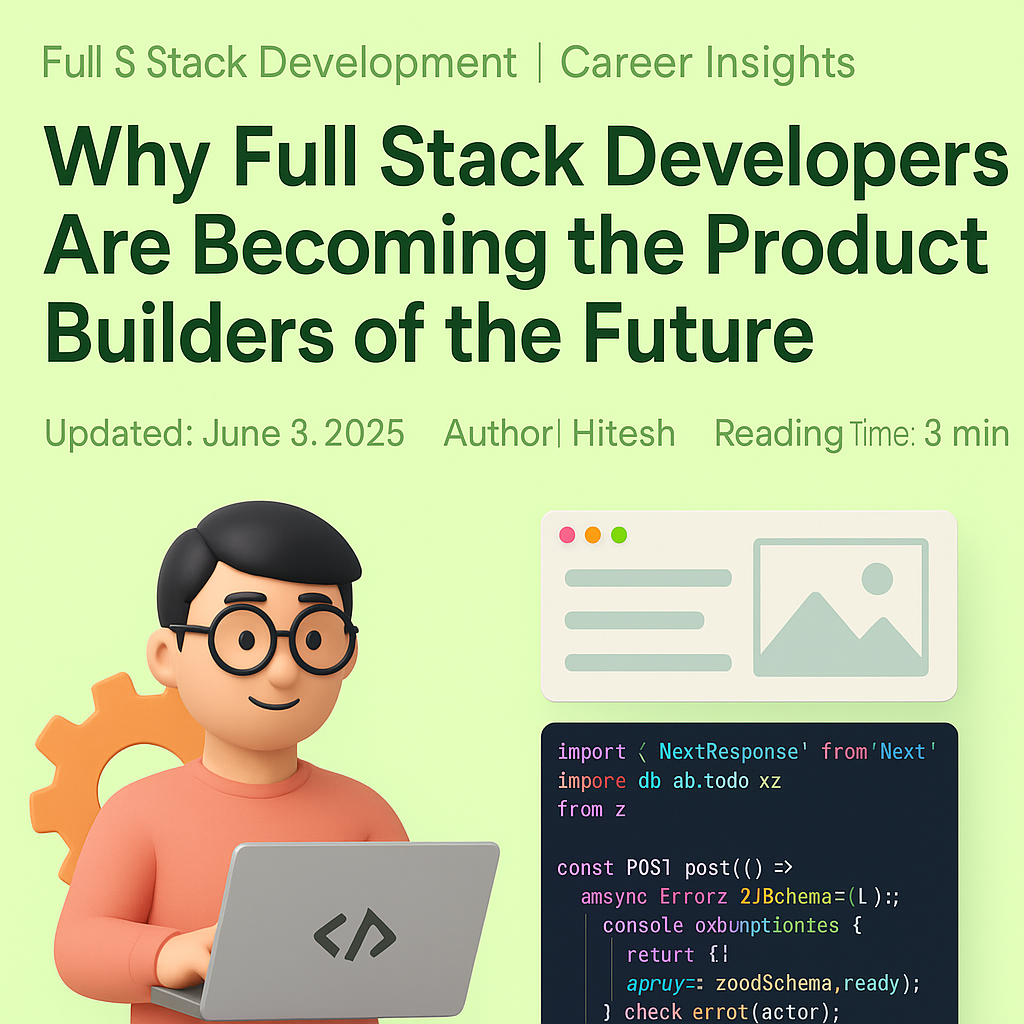 Full S Stack Development | Career Insights
Why Full Stack Developers
Are Becoming the Product
Builders of the Future
Updated: June 3. 2025 Author| Hitesh Reading Time: 3 min
import { NextResponse' from 'Next'
impore db ab.todo xz
from z
const POST post(() =>
amsync Errorz 2JBchema=(L):;
console oxbunptiontes {
returt {!
apruy=: zoodSchema,ready);
} check errot(actor);